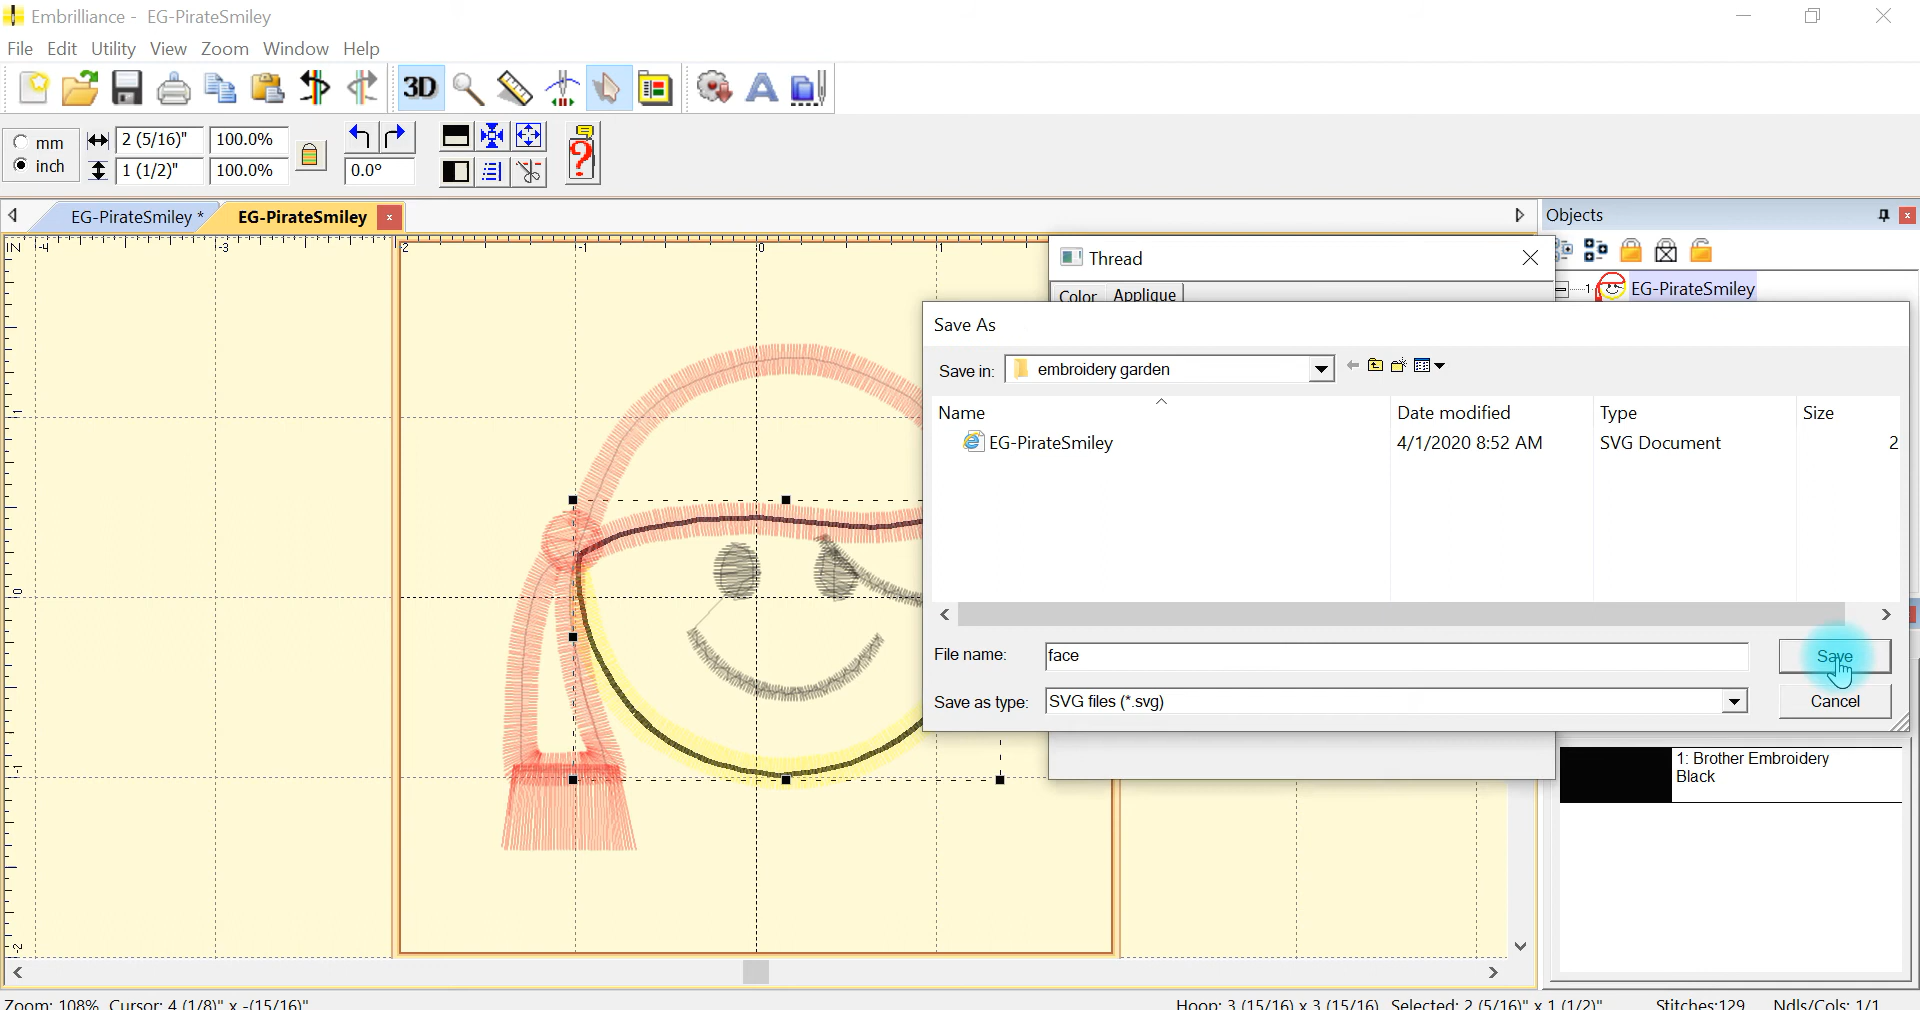 Embrilliance - EG-PirateSmiley
File Edit Utility View Zoom Window Help
3D
A
mm
inch
2 (5/16)" 100.0%
1 (1/2)" 100.0%
0.0°
?
EG-PirateSmiley *
EG-PirateSmiley x
Objects
IN -4 -3 -2 -1 0 1
Thread
Color Applique
1 EG-PirateSmiley
Save As
Save in: embroidery garden
Name Date modified Type Size
EG-PirateSmiley 4/1/2020 8:52 AM SVG Document 2
File name: face
Save
Save as type: SVG files (*.svg)
Cancel
1: Brother Embroidery
Black
1
0
-1
-2
Zoom: 108% Cursor: 4 (1/8)" x -(15/16)"
Hoop: 3 (15/16) x 3 (15/16) Selected: 2 (5/16)" x 1 (1/2)" Stitches:129 Ndls/Cols: 1/1